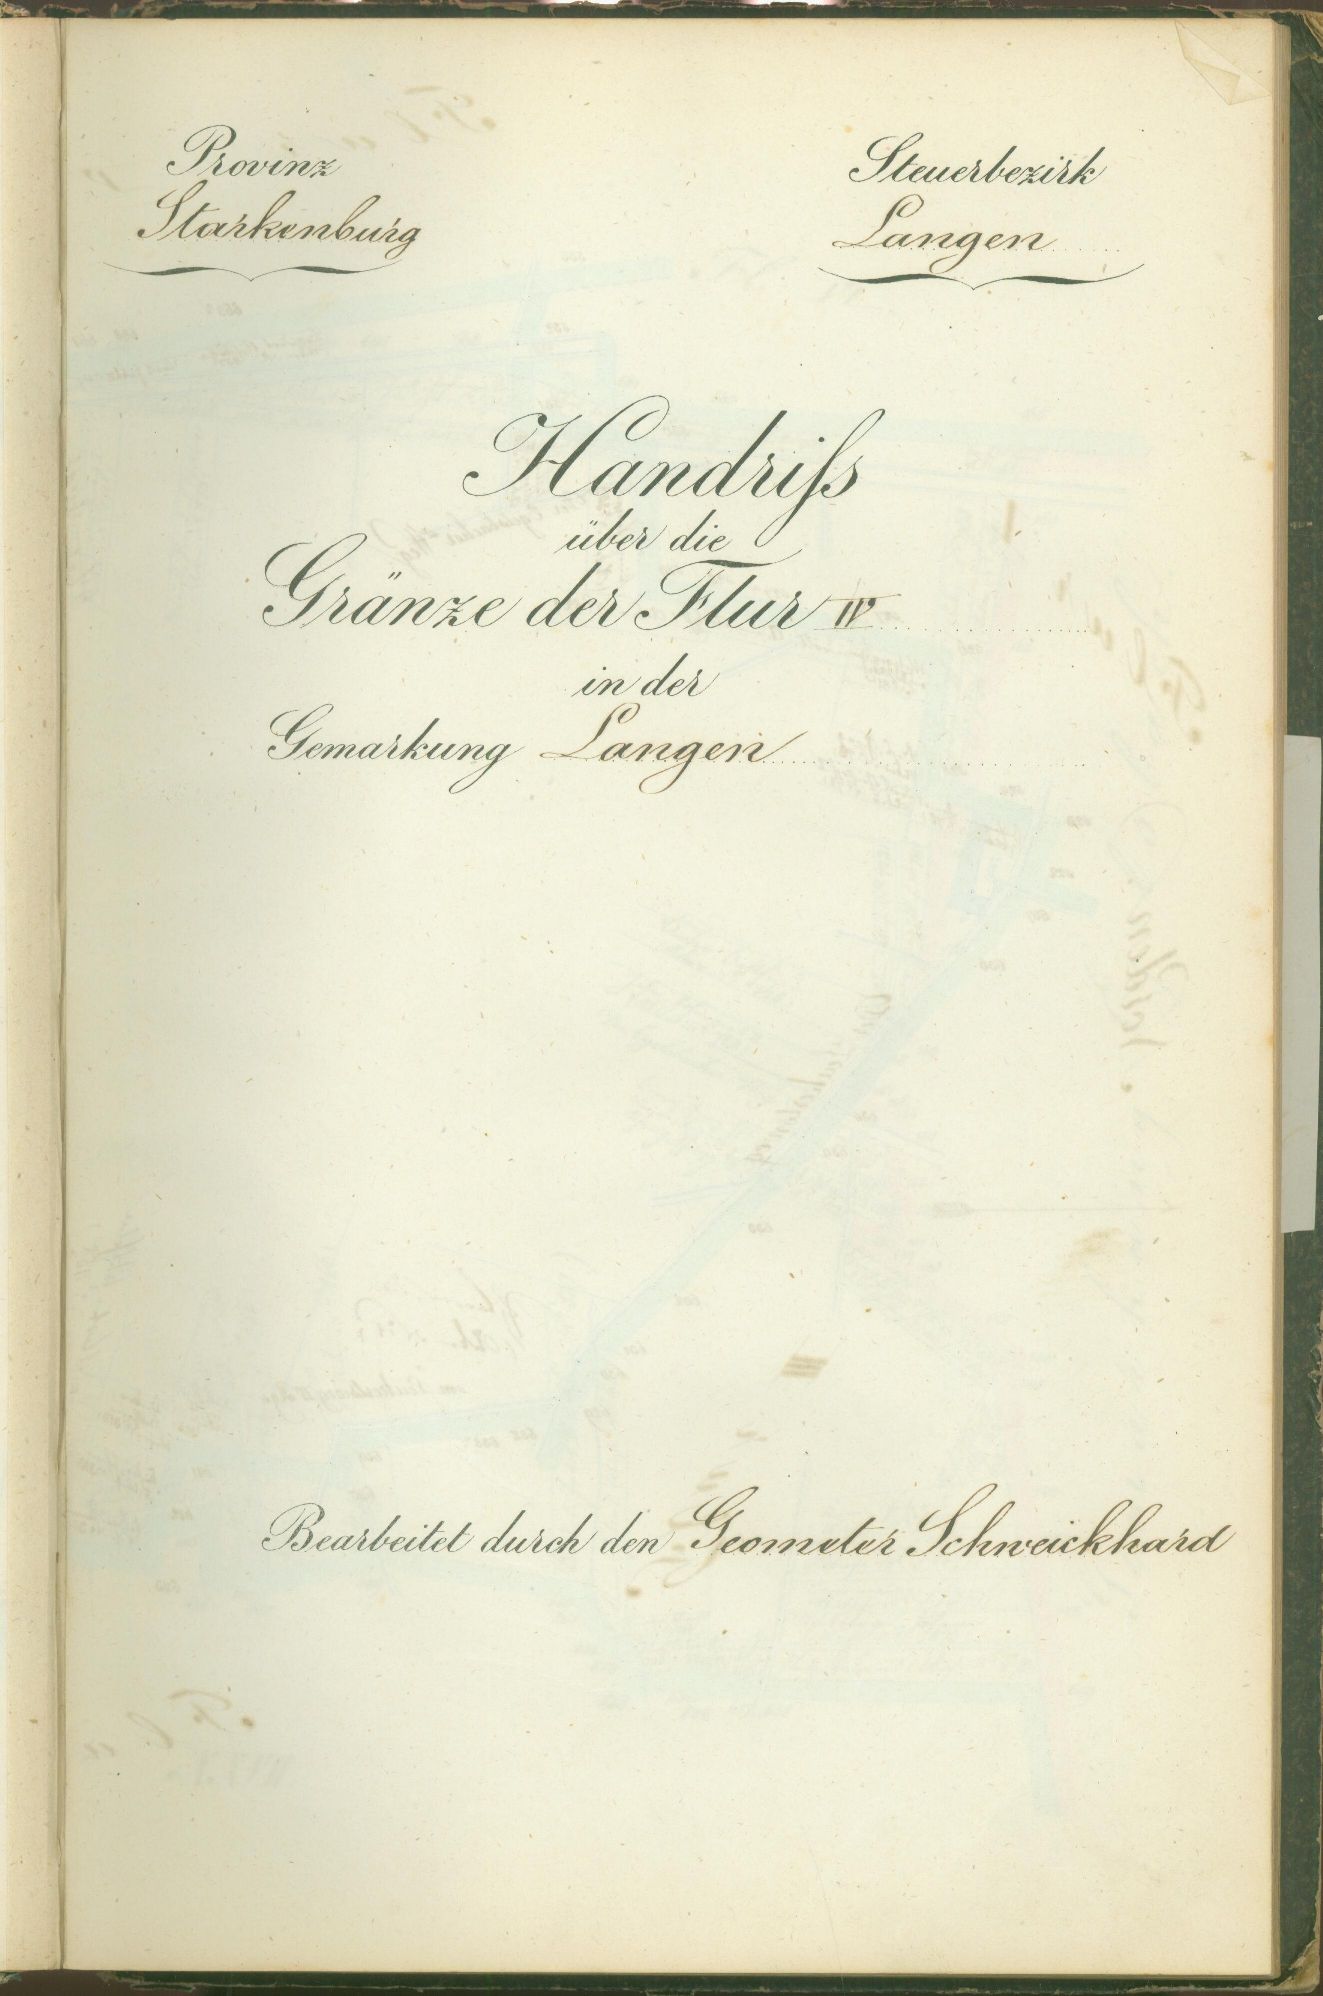 Provinz
Starkenburg
Steuerbezirk
Langen
Handriſs
über die
Gränze der Flur IV
in der
Gemarkung Langen
Bearbeitet durch den Geometer Schweickhard